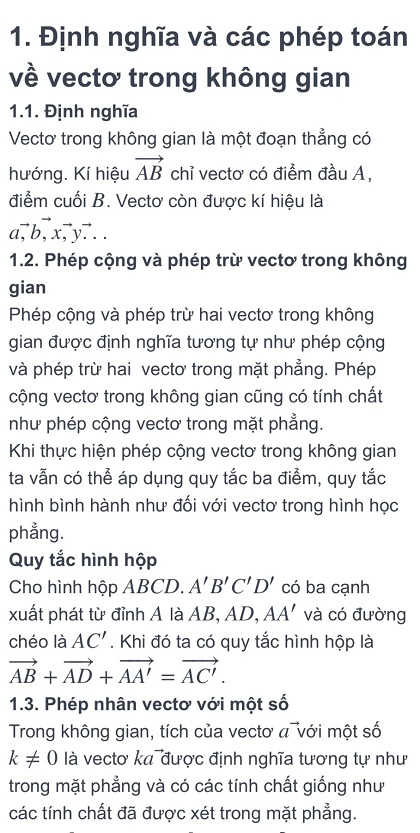 1. Định nghĩa và các phép toán
về vectơ trong không gian
1.1. Định nghĩa
Vectơ trong không gian là một đoạn thẳng có
hướng. Kí hiệu $\overrightarrow{AB}$ chỉ vectơ có điểm đầu A,
điểm cuối B. Vectơ còn được kí hiệu là
a⃗, b⃗, x⃗, y⃗. . .
1.2. Phép cộng và phép trừ vectơ trong không
gian
Phép cộng và phép trừ hai vectơ trong không
gian được định nghĩa tương tự như phép cộng
và phép trừ hai vectơ trong mặt phẳng. Phép
cộng vectơ trong không gian cũng có tính chất
như phép cộng vectơ trong mặt phẳng.
Khi thực hiện phép cộng vectơ trong không gian
ta vẫn có thể áp dụng quy tắc ba điểm, quy tắc
hình bình hành như đối với vectơ trong hình học
phẳng.
Quy tắc hình hộp
Cho hình hộp ABCD. A′B′C′D′ có ba cạnh
xuất phát từ đỉnh A là AB, AD, AA′ và có đường
chéo là AC′. Khi đó ta có quy tắc hình hộp là
$\overrightarrow{AB} + \overrightarrow{AD} + \overrightarrow{AA'} = \overrightarrow{AC'}$.
1.3. Phép nhân vectơ với một số
Trong không gian, tích của vectơ a⃗ với một số
k ≠ 0 là vectơ ka⃗ được định nghĩa tương tự như
trong mặt phẳng và có các tính chất giống như
các tính chất đã được xét trong mặt phẳng.